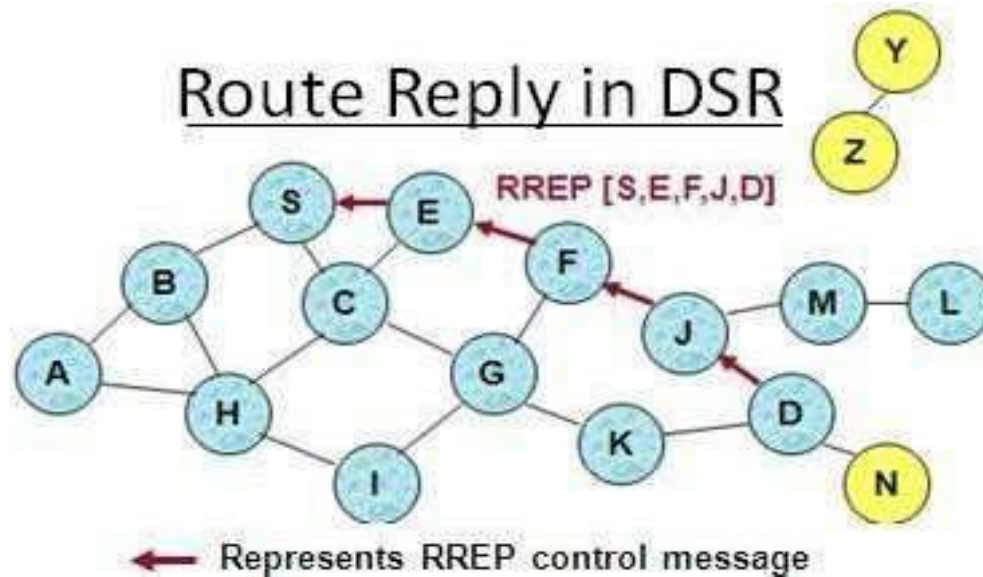 Route Reply in DSR
Y
Z
RREP [S,E,F,J,D]
S
E
F
B
C
M
L
J
A
G
H
D
K
I
N
Represents RREP control message